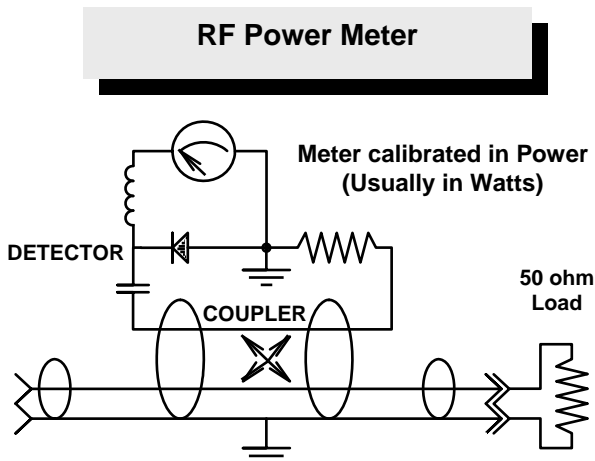 RF Power Meter
Meter calibrated in Power
(Usually in Watts)
DETECTOR
COUPLER
50 ohm
Load